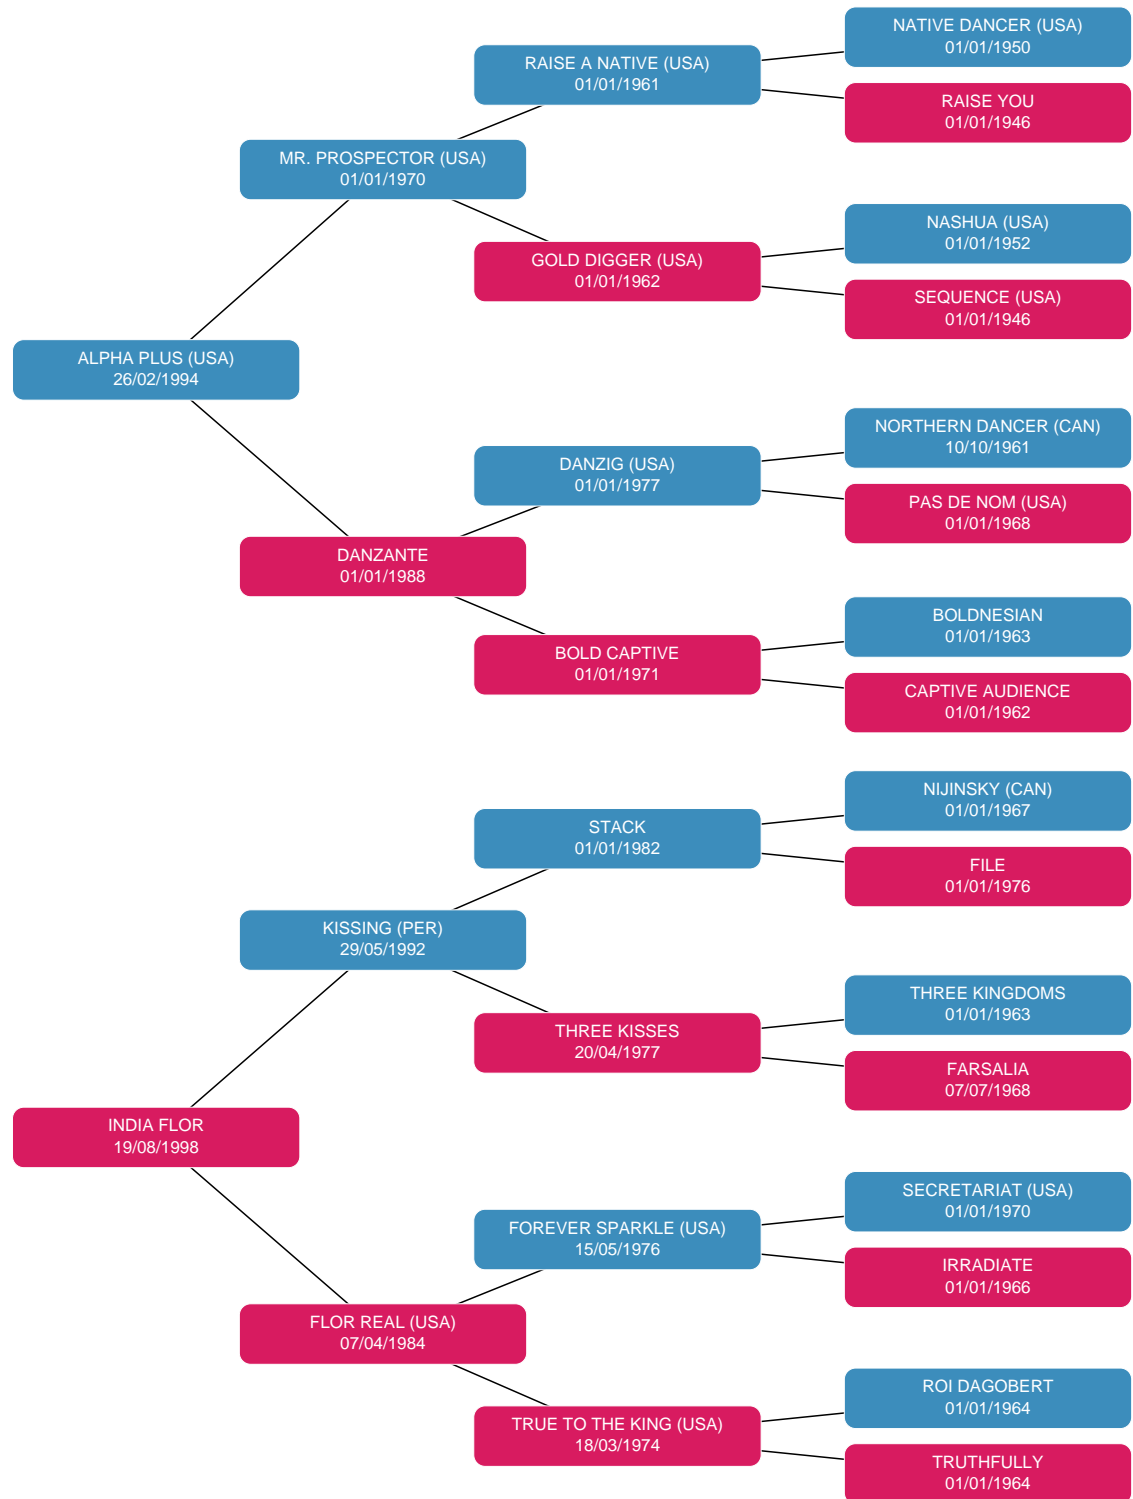 NATIVE DANCER (USA)
01/01/1950
RAISE A NATIVE (USA)
01/01/1961
RAISE YOU
01/01/1946
MR. PROSPECTOR (USA)
01/01/1970
NASHUA (USA)
01/01/1952
GOLD DIGGER (USA)
01/01/1962
SEQUENCE (USA)
01/01/1946
ALPHA PLUS (USA)
26/02/1994
NORTHERN DANCER (CAN)
10/10/1961
DANZIG (USA)
01/01/1977
PAS DE NOM (USA)
01/01/1968
DANZANTE
01/01/1988
BOLDNESIAN
01/01/1963
BOLD CAPTIVE
01/01/1971
CAPTIVE AUDIENCE
01/01/1962
NIJINSKY (CAN)
01/01/1967
STACK
01/01/1982
FILE
01/01/1976
KISSING (PER)
29/05/1992
THREE KINGDOMS
01/01/1963
THREE KISSES
20/04/1977
FARSALIA
07/07/1968
INDIA FLOR
19/08/1998
SECRETARIAT (USA)
01/01/1970
FOREVER SPARKLE (USA)
15/05/1976
IRRADIATE
01/01/1966
FLOR REAL (USA)
07/04/1984
ROI DAGOBERT
01/01/1964
TRUE TO THE KING (USA)
18/03/1974
TRUTHFULLY
01/01/1964